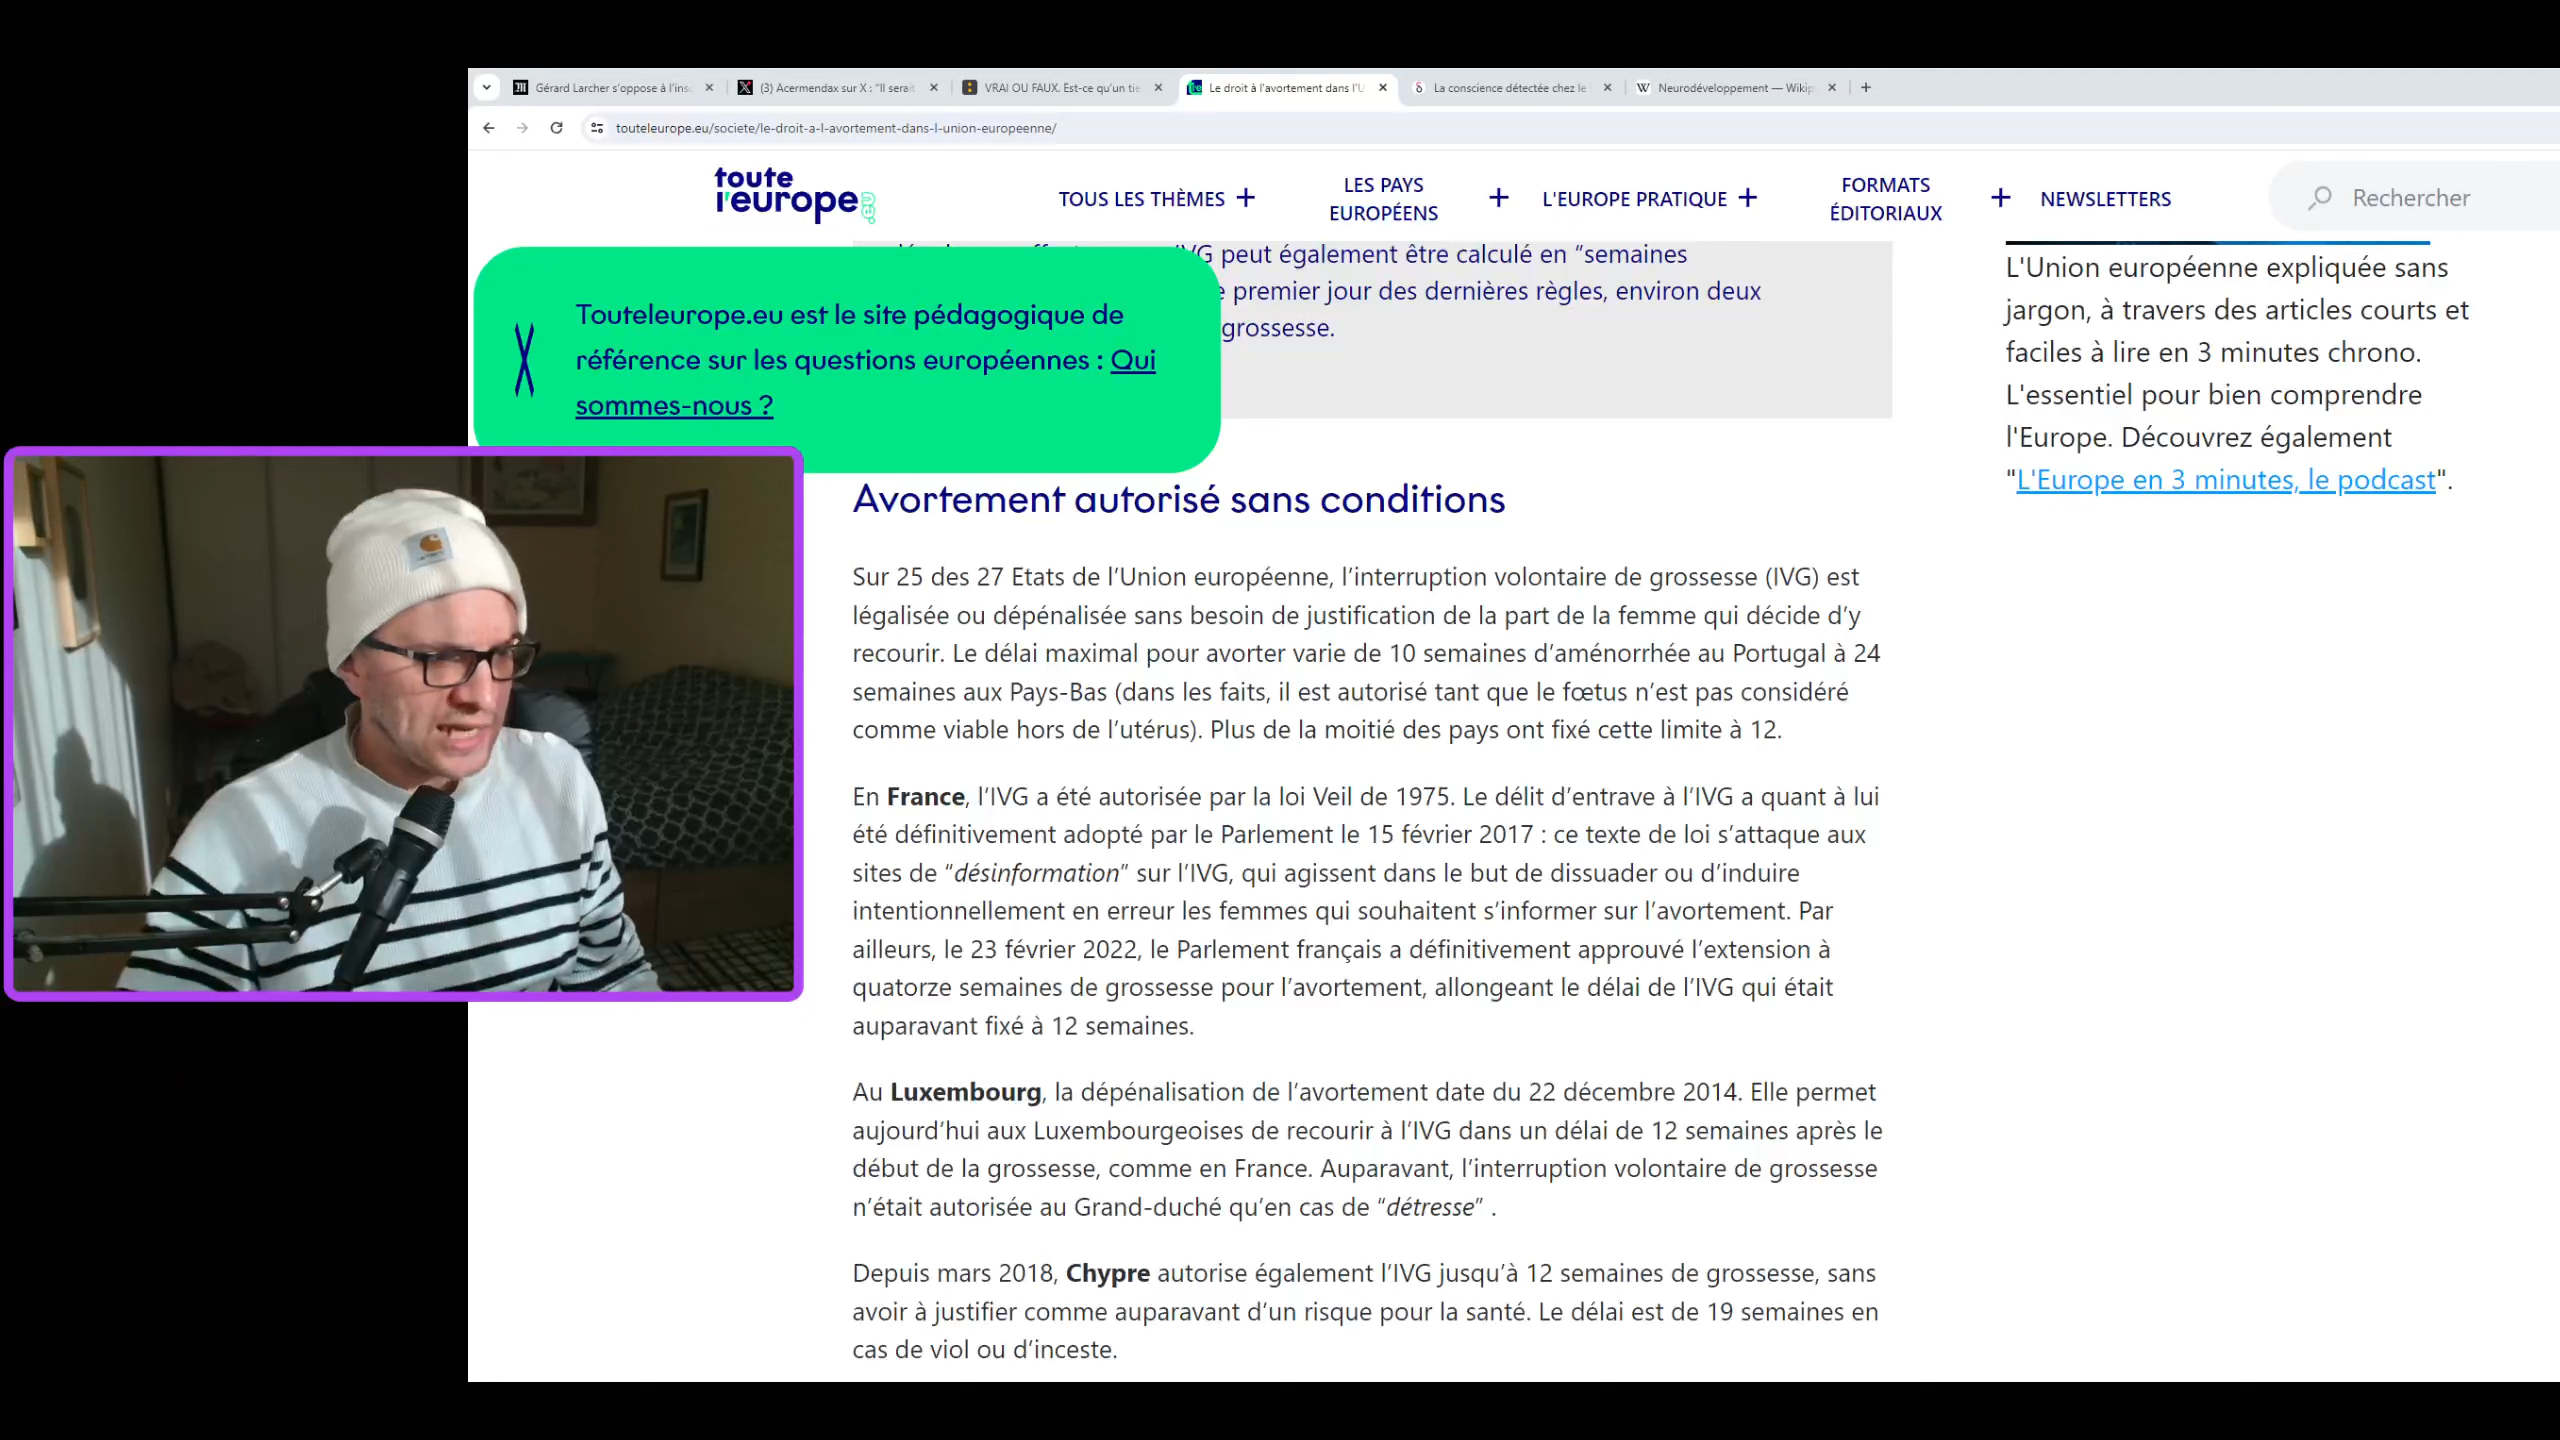 Gérard Larcher s'oppose à l'ins
(3) Acermendax sur X : "Il serait
VRAI OU FAUX. Est-ce qu'un tie
Le droit à l'avortement dans l'U
La conscience détectée chez le
Neurodéveloppement — Wikip
touteleurope.eu/societe/le-droit-a-l-avortement-dans-l-union-europeenne/
toute l'europe.eu
TOUS LES THÈMES +
LES PAYS EUROPÉENS +
L'EUROPE PRATIQUE +
FORMATS ÉDITORIAUX +
NEWSLETTERS
Rechercher
IVG peut également être calculé en “semaines
premier jour des dernières règles, environ deux
grossesse.
Touteleurope.eu est le site pédagogique de
référence sur les questions européennes : Qui
sommes-nous ?
Avortement autorisé sans conditions
Sur 25 des 27 Etats de l’Union européenne, l’interruption volontaire de grossesse (IVG) est
légalisée ou dépénalisée sans besoin de justification de la part de la femme qui décide d’y
recourir. Le délai maximal pour avorter varie de 10 semaines d’aménorrhée au Portugal à 24
semaines aux Pays-Bas (dans les faits, il est autorisé tant que le fœtus n’est pas considéré
comme viable hors de l’utérus). Plus de la moitié des pays ont fixé cette limite à 12.
En France, l’IVG a été autorisée par la loi Veil de 1975. Le délit d’entrave à l’IVG a quant à lui
été définitivement adopté par le Parlement le 15 février 2017 : ce texte de loi s’attaque aux
sites de “désinformation” sur l’IVG, qui agissent dans le but de dissuader ou d’induire
intentionnellement en erreur les femmes qui souhaitent s’informer sur l’avortement. Par
ailleurs, le 23 février 2022, le Parlement français a définitivement approuvé l’extension à
quatorze semaines de grossesse pour l’avortement, allongeant le délai de l’IVG qui était
auparavant fixé à 12 semaines.
Au Luxembourg, la dépénalisation de l’avortement date du 22 décembre 2014. Elle permet
aujourd’hui aux Luxembourgeoises de recourir à l’IVG dans un délai de 12 semaines après le
début de la grossesse, comme en France. Auparavant, l’interruption volontaire de grossesse
n’était autorisée au Grand-duché qu’en cas de “détresse” .
Depuis mars 2018, Chypre autorise également l’IVG jusqu’à 12 semaines de grossesse, sans
avoir à justifier comme auparavant d’un risque pour la santé. Le délai est de 19 semaines en
cas de viol ou d’inceste.
L'Union européenne expliquée sans
jargon, à travers des articles courts et
faciles à lire en 3 minutes chrono.
L'essentiel pour bien comprendre
l'Europe. Découvrez également
"L'Europe en 3 minutes, le podcast".